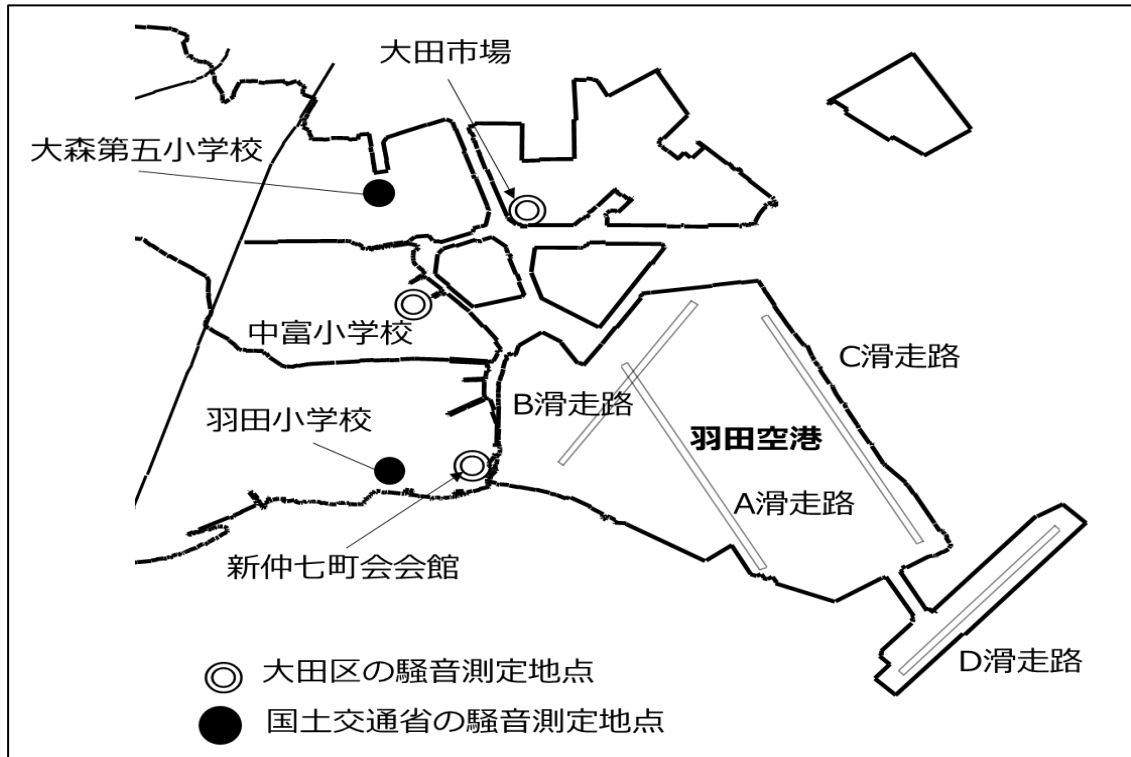 大田市場
大森第五小学校
中富小学校
C滑走路
B滑走路
羽田小学校
羽田空港
A滑走路
新仲七町会会館
D滑走路
大田区の騒音測定地点
国土交通省の騒音測定地点